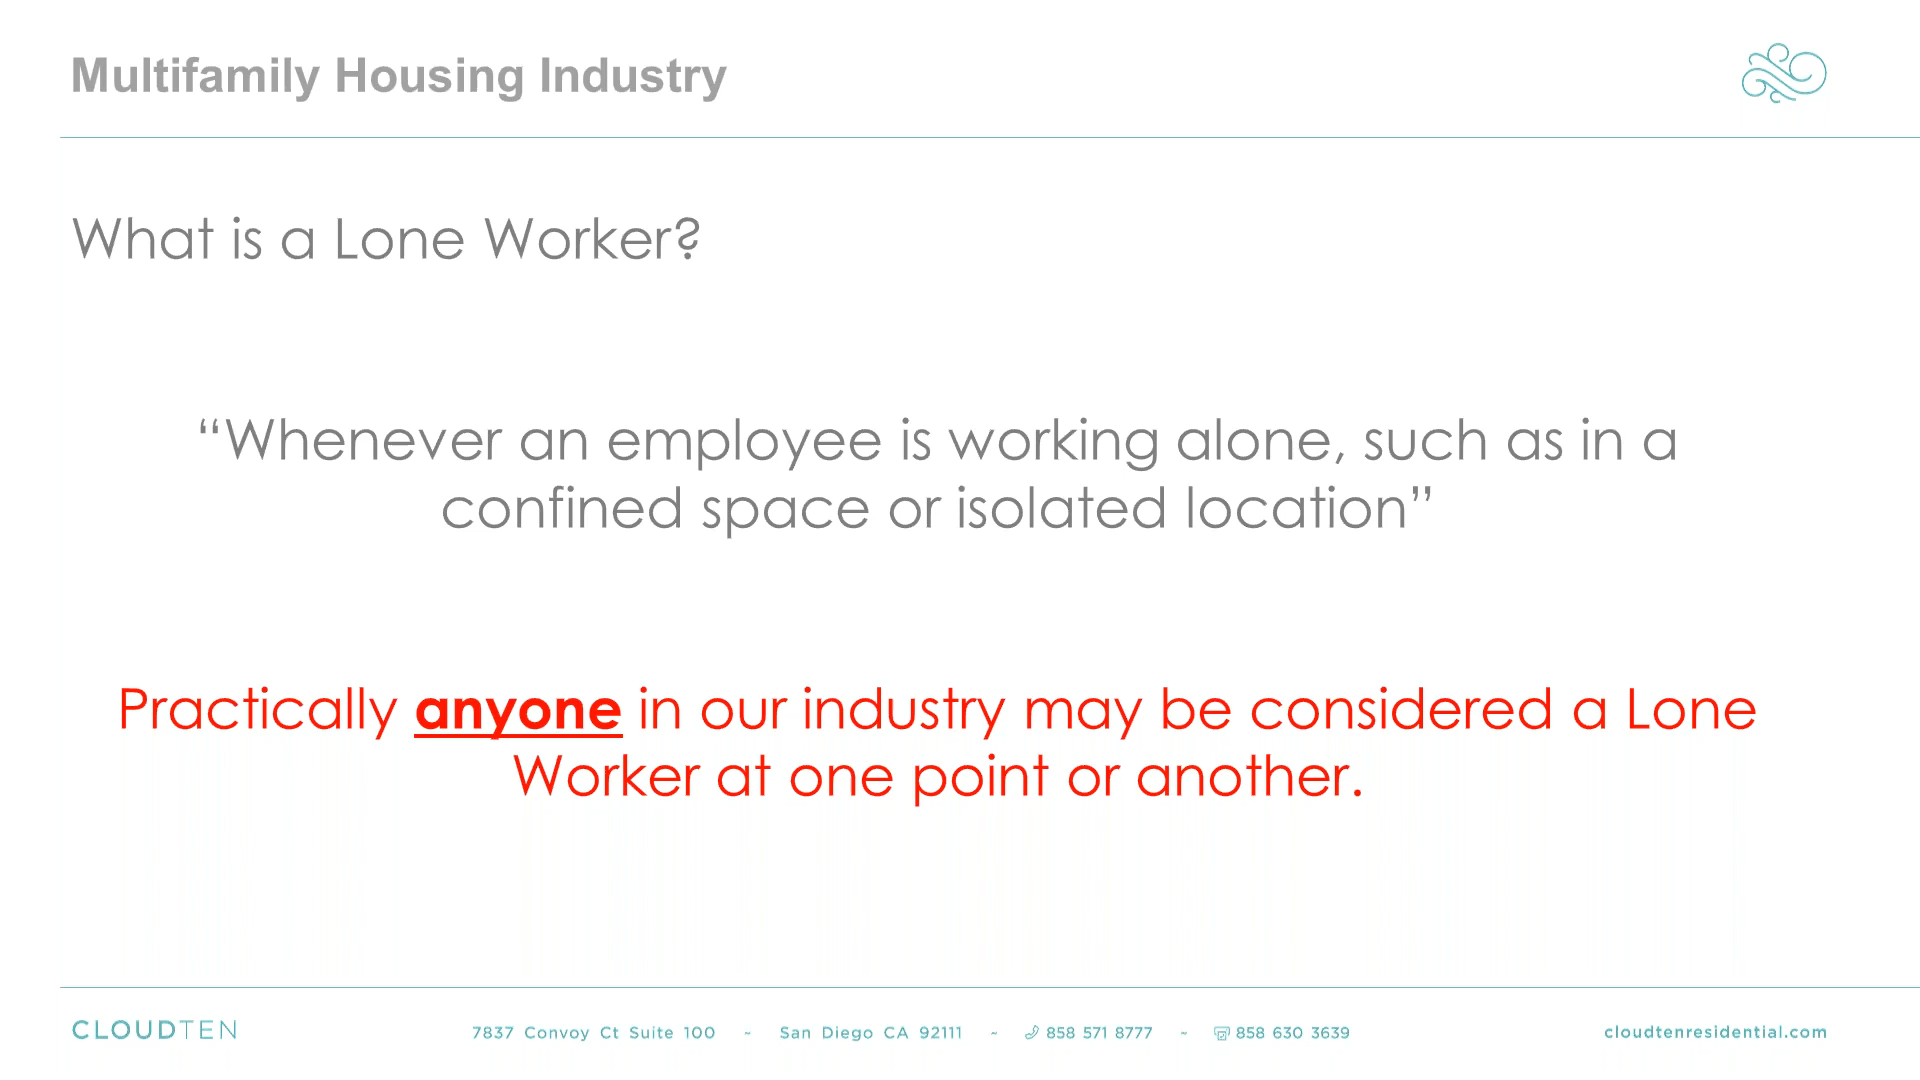 Multifamily Housing Industry
What is a Lone Worker?
“Whenever an employee is working alone, such as in a
confined space or isolated location”
Practically anyone in our industry may be considered a Lone
Worker at one point or another.
CLOUDTEN
7837 Convoy Ct Suite 100 ~ San Diego CA 92111 ~ 858 571 8777 ~ 858 630 3639
cloudtenresidential.com